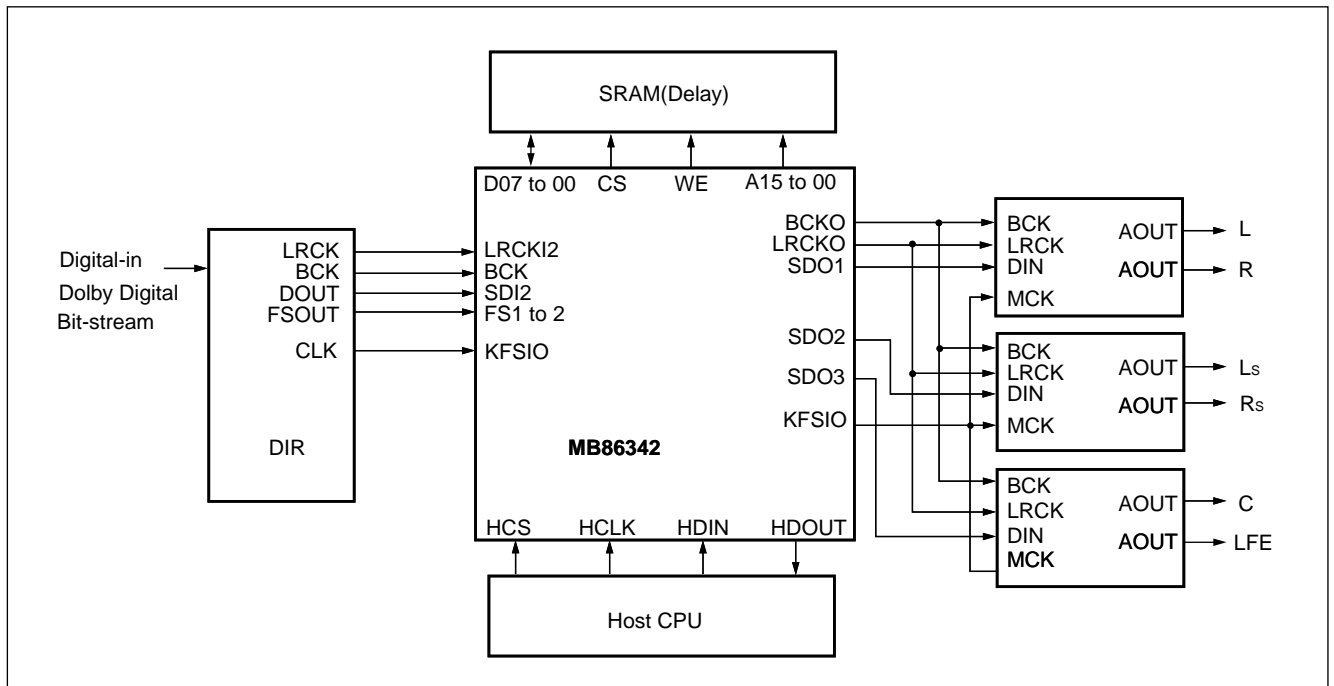 SRAM(Delay)
D07 to 00 CS WE A15 to 00
Digital-in
Dolby Digital
Bit-stream
LRCK
BCK
DOUT
FSOUT
CLK
DIR
LRCKI2
BCK
SDI2
FS1 to 2
KFSIO
MB86342
BCKO
LRCKO
SDO1
SDO2
SDO3
KFSIO
HCS HCLK HDIN HDOUT
Host CPU
BCK
LRCK
DIN
MCK
AOUT
AOUT
L
R
BCK
LRCK
DIN
MCK
AOUT
AOUT
LS
RS
BCK
LRCK
DIN
MCK
AOUT
AOUT
C
LFE